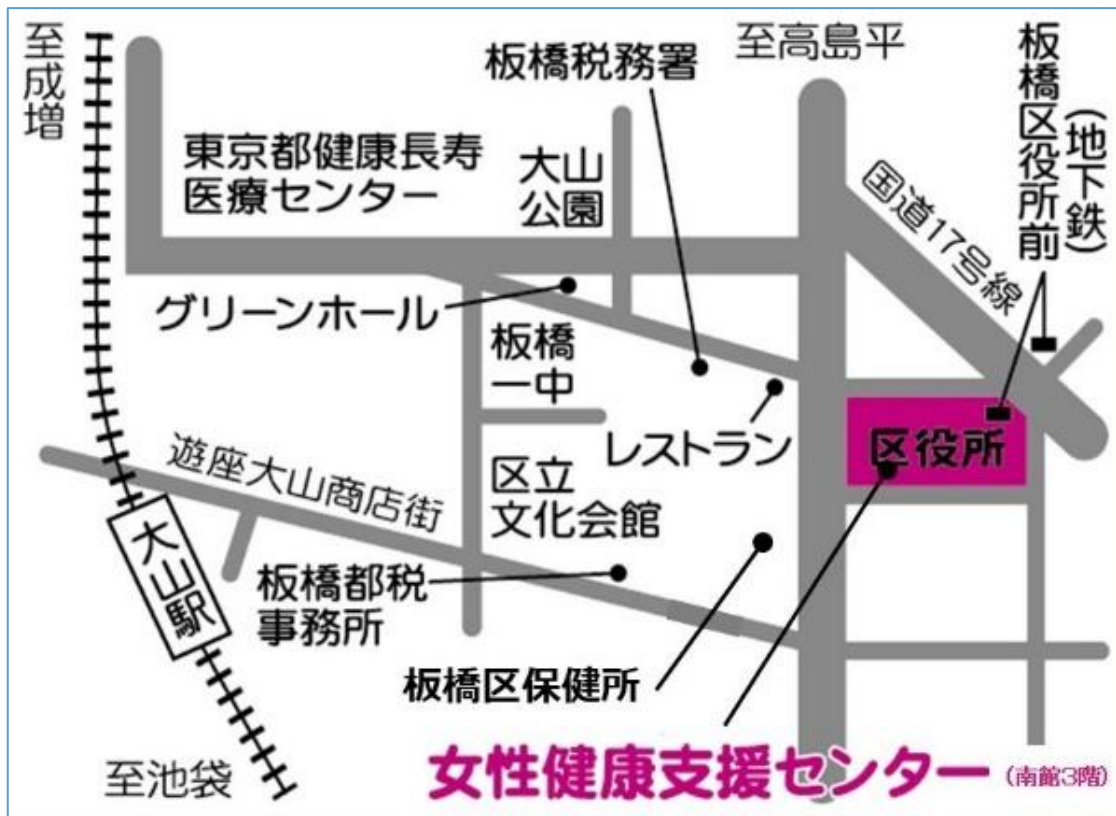 至成増
東京都健康長寿
医療センター
大山
公園
板橋税務署
至高島平
板橋区役所前
(地下鉄)
国道17号線
グリーンホール
板橋
一中
レストラン
区役所
遊座大山商店街
区立
文化会館
大山駅
板橋都税
事務所
板橋区保健所
女性健康支援センター(南館3階)
至池袋